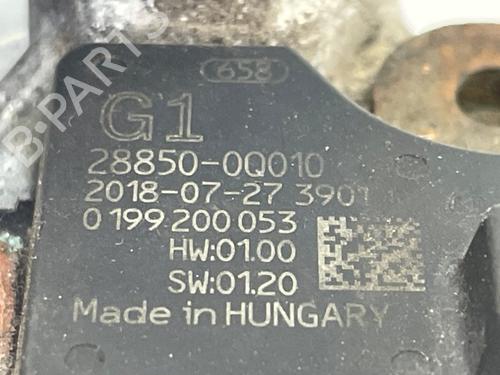 658
G1
28850-0Q010
2018-07-27 3901
0 199 200 053
HW:01.00
SW:01.20
Made in HUNGARY
B-PARTS